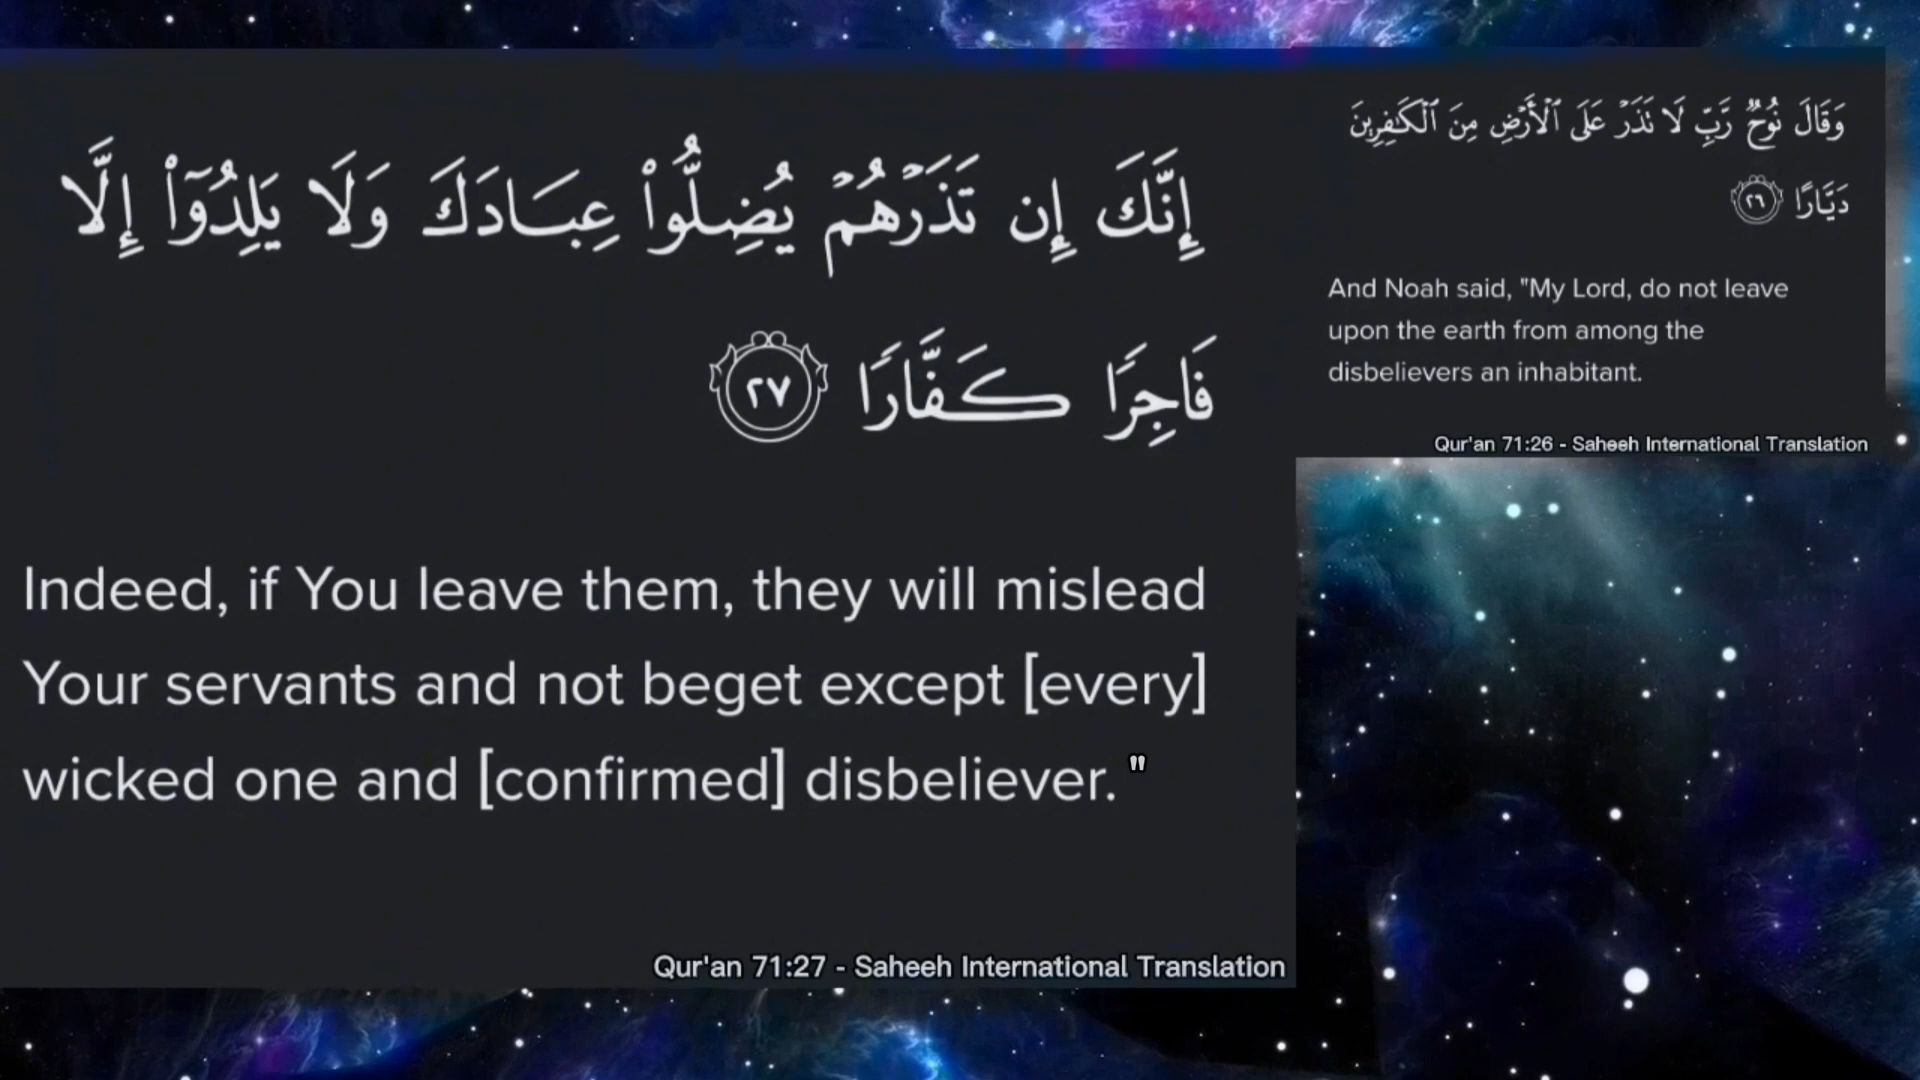 إِنَّكَ إِن تَذَرْهُمْ يُضِلُّوا۟ عِبَادَكَ وَلَا يَلِدُوٓا۟ إِلَّا
فَاجِرًا كَفَّارًا ٢٧
Indeed, if You leave them, they will mislead
Your servants and not beget except [every]
wicked one and [confirmed] disbeliever. "
Qur'an 71:27 - Saheeh International Translation
وَقَالَ نُوحٌ رَّبِّ لَا تَذَرْ عَلَى ٱلْأَرْضِ مِنَ ٱلْكَـٰفِرِينَ
دَيَّارًا ٢٦
And Noah said, "My Lord, do not leave
upon the earth from among the
disbelievers an inhabitant.
Qur'an 71:26 - Saheeh International Translation